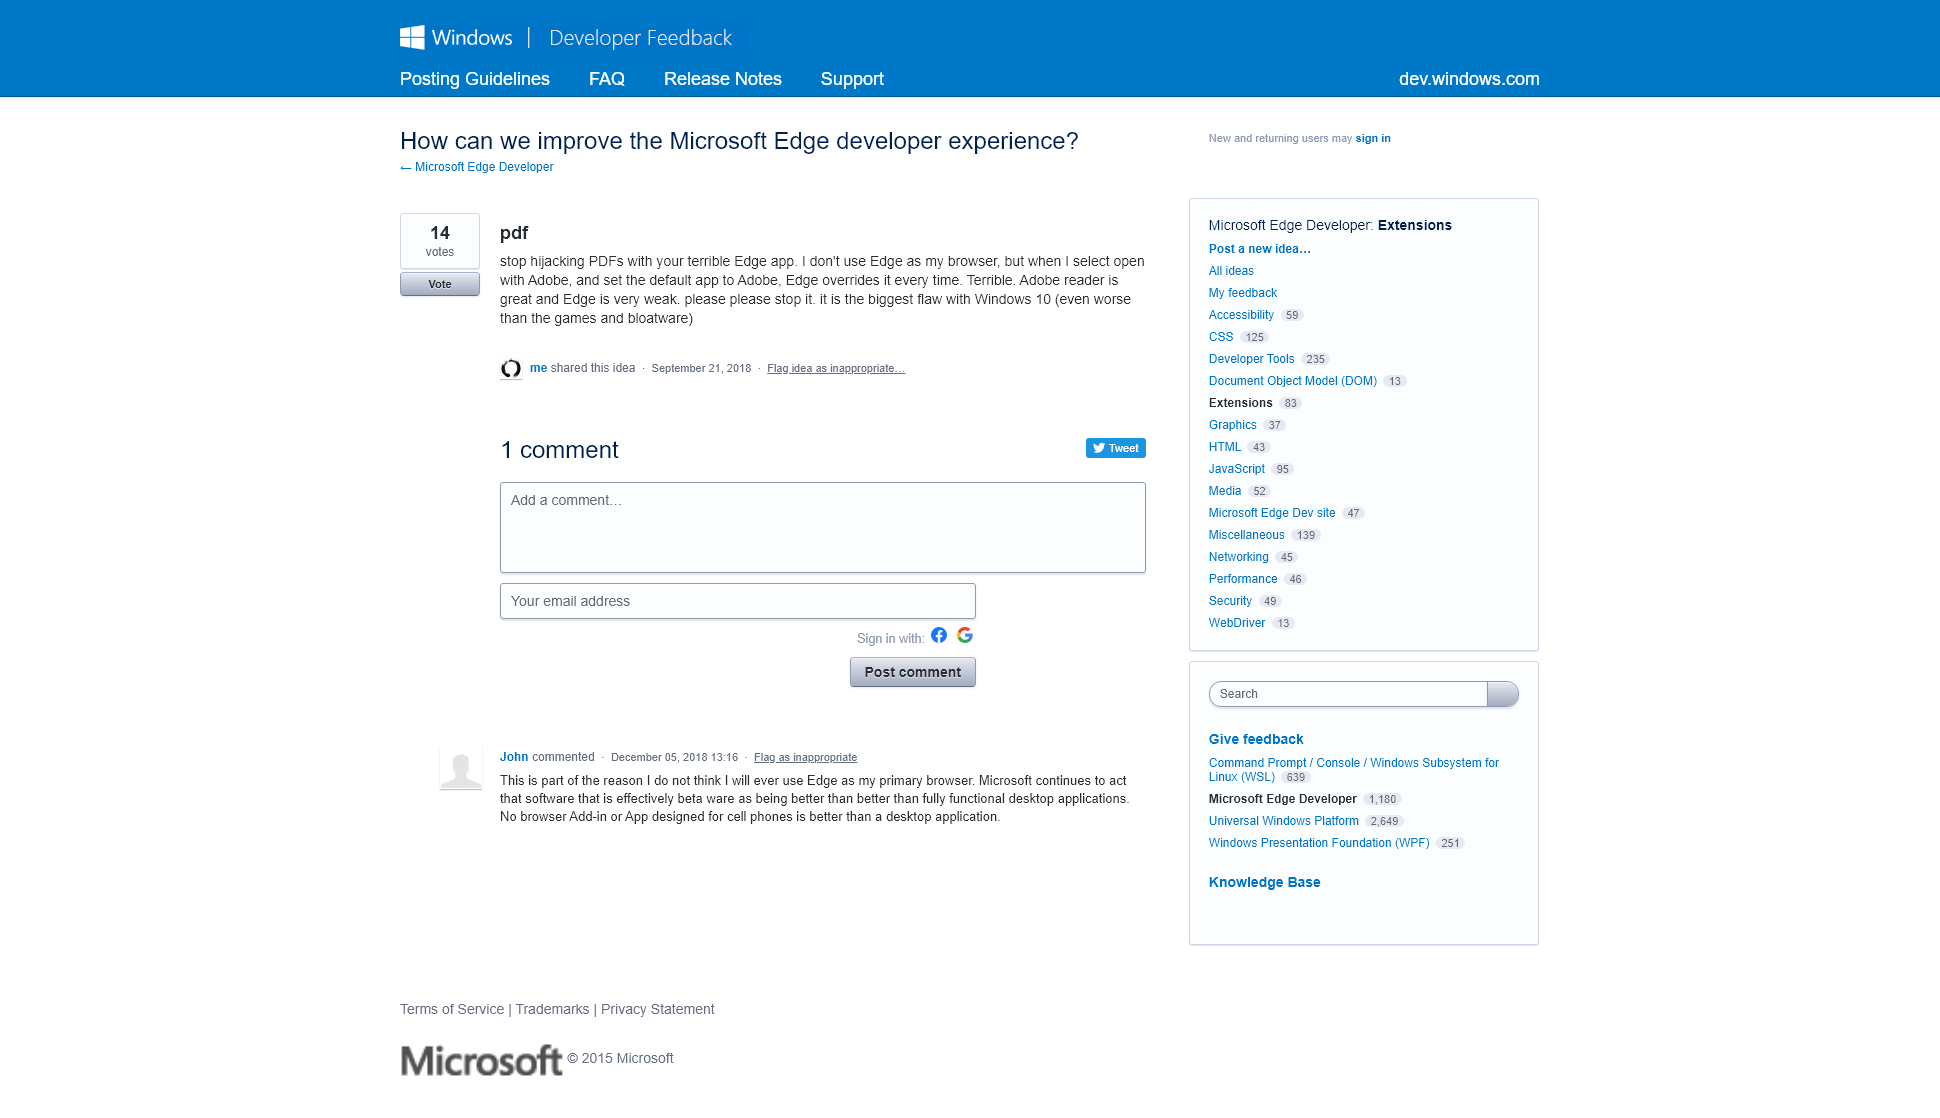 Windows | Developer Feedback
Posting Guidelines FAQ Release Notes Support dev.windows.com
How can we improve the Microsoft Edge developer experience?
← Microsoft Edge Developer
New and returning users may sign in
14
votes
Vote
pdf
stop hijacking PDFs with your terrible Edge app. I don't use Edge as my browser, but when I select open
with Adobe, and set the default app to Adobe, Edge overrides it every time. Terrible. Adobe reader is
great and Edge is very weak. please please stop it. it is the biggest flaw with Windows 10 (even worse
than the games and bloatware)
me shared this idea · September 21, 2018 · Flag idea as inappropriate…
1 comment
Tweet
Add a comment…
Your email address
Sign in with:
Post comment
John commented · December 05, 2018 13:16 · Flag as inappropriate
This is part of the reason I do not think I will ever use Edge as my primary browser. Microsoft continues to act
that software that is effectively beta ware as being better than better than fully functional desktop applications.
No browser Add-in or App designed for cell phones is better than a desktop application.
Microsoft Edge Developer: Extensions
Post a new idea…
All ideas
My feedback
Accessibility 59
CSS 125
Developer Tools 235
Document Object Model (DOM) 13
Extensions 83
Graphics 37
HTML 43
JavaScript 95
Media 52
Microsoft Edge Dev site 47
Miscellaneous 139
Networking 45
Performance 46
Security 49
WebDriver 13
Search
Give feedback
Command Prompt / Console / Windows Subsystem for
Linux (WSL) 639
Microsoft Edge Developer 1,180
Universal Windows Platform 2,649
Windows Presentation Foundation (WPF) 251
Knowledge Base
Terms of Service | Trademarks | Privacy Statement
Microsoft © 2015 Microsoft